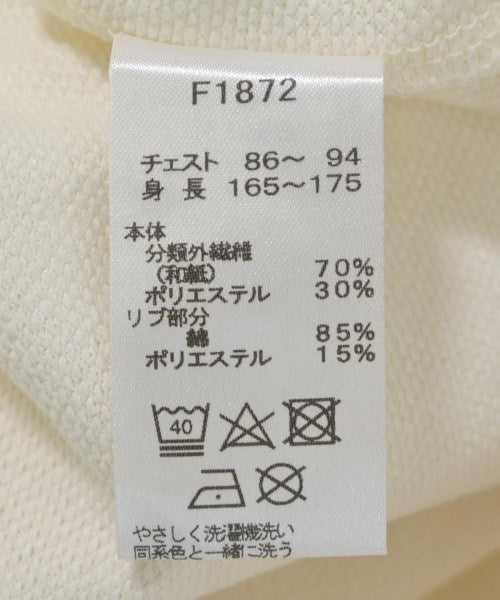 F1872
チェスト 86～ 94
身長 165～175
本体
分類外繊維
(和紙) 70%
ポリエステル 30%
リブ部分
綿 85%
ポリエステル 15%
40
やさしく洗濯機洗い
同系色と一緒に洗う